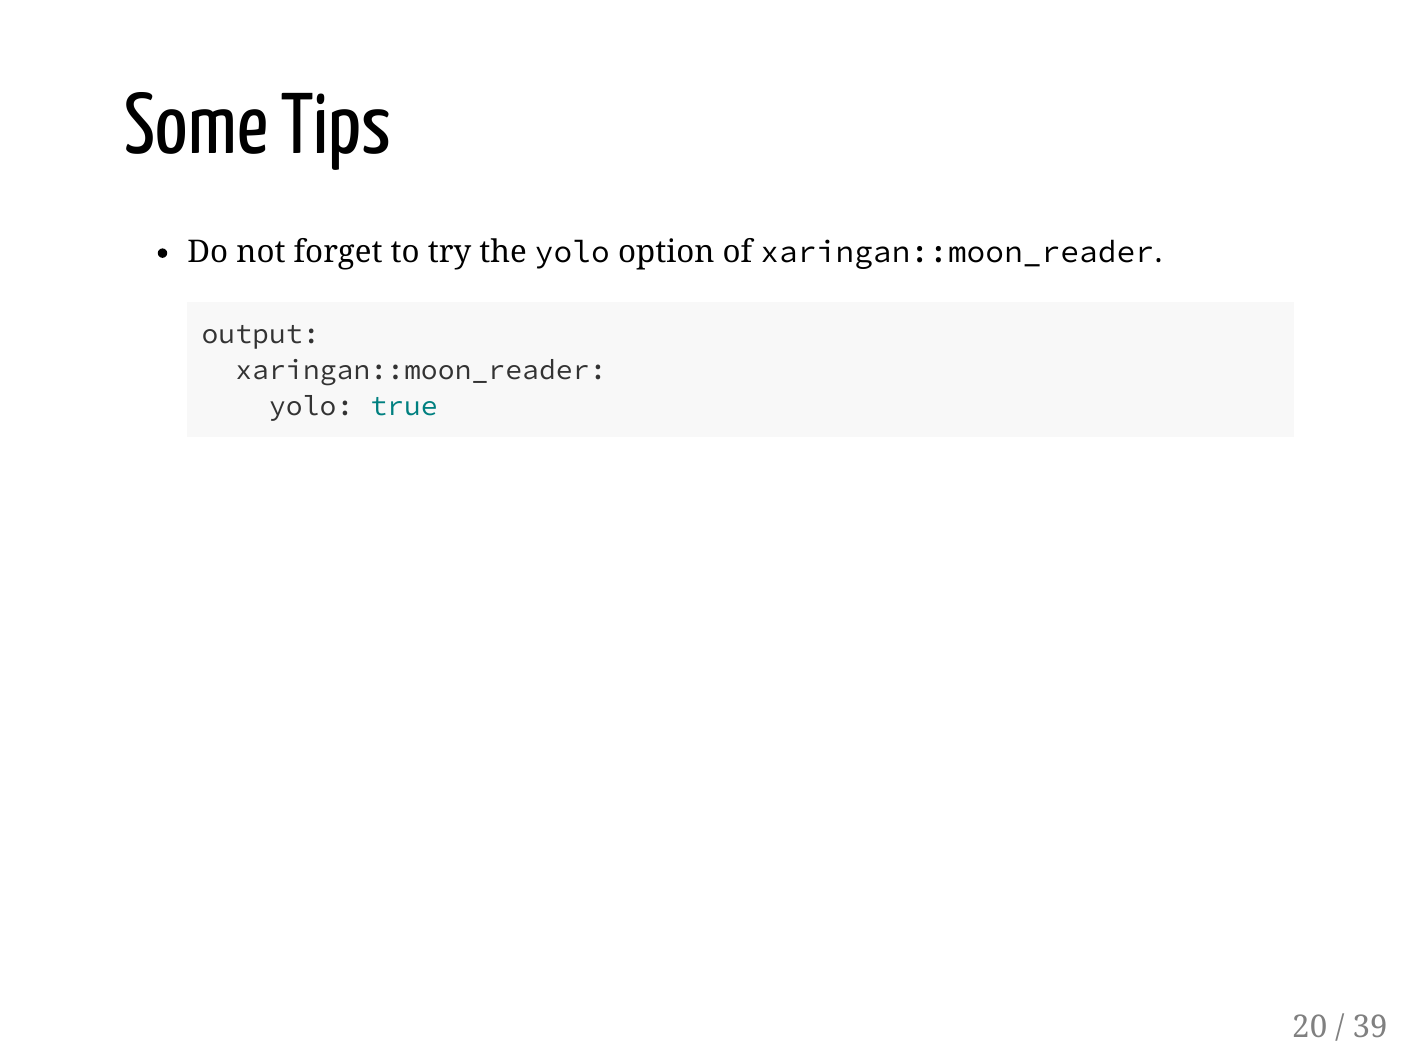 Some Tips
• Do not forget to try the yolo option of xaringan::moon_reader.
output:
  xaringan::moon_reader:
    yolo: true
20 / 39